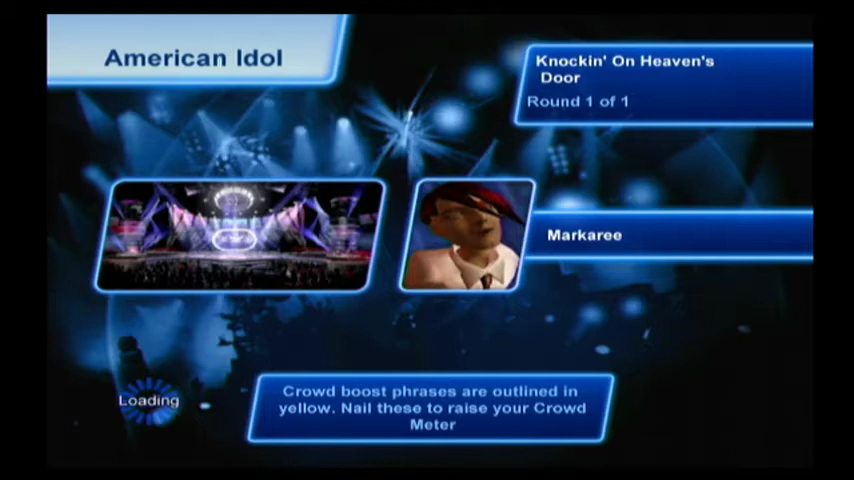 American Idol
Knockin' On Heaven's
Door
Round 1 of 1
Markaree
Loading
Crowd boost phrases are outlined in
yellow. Nail these to raise your Crowd
Meter